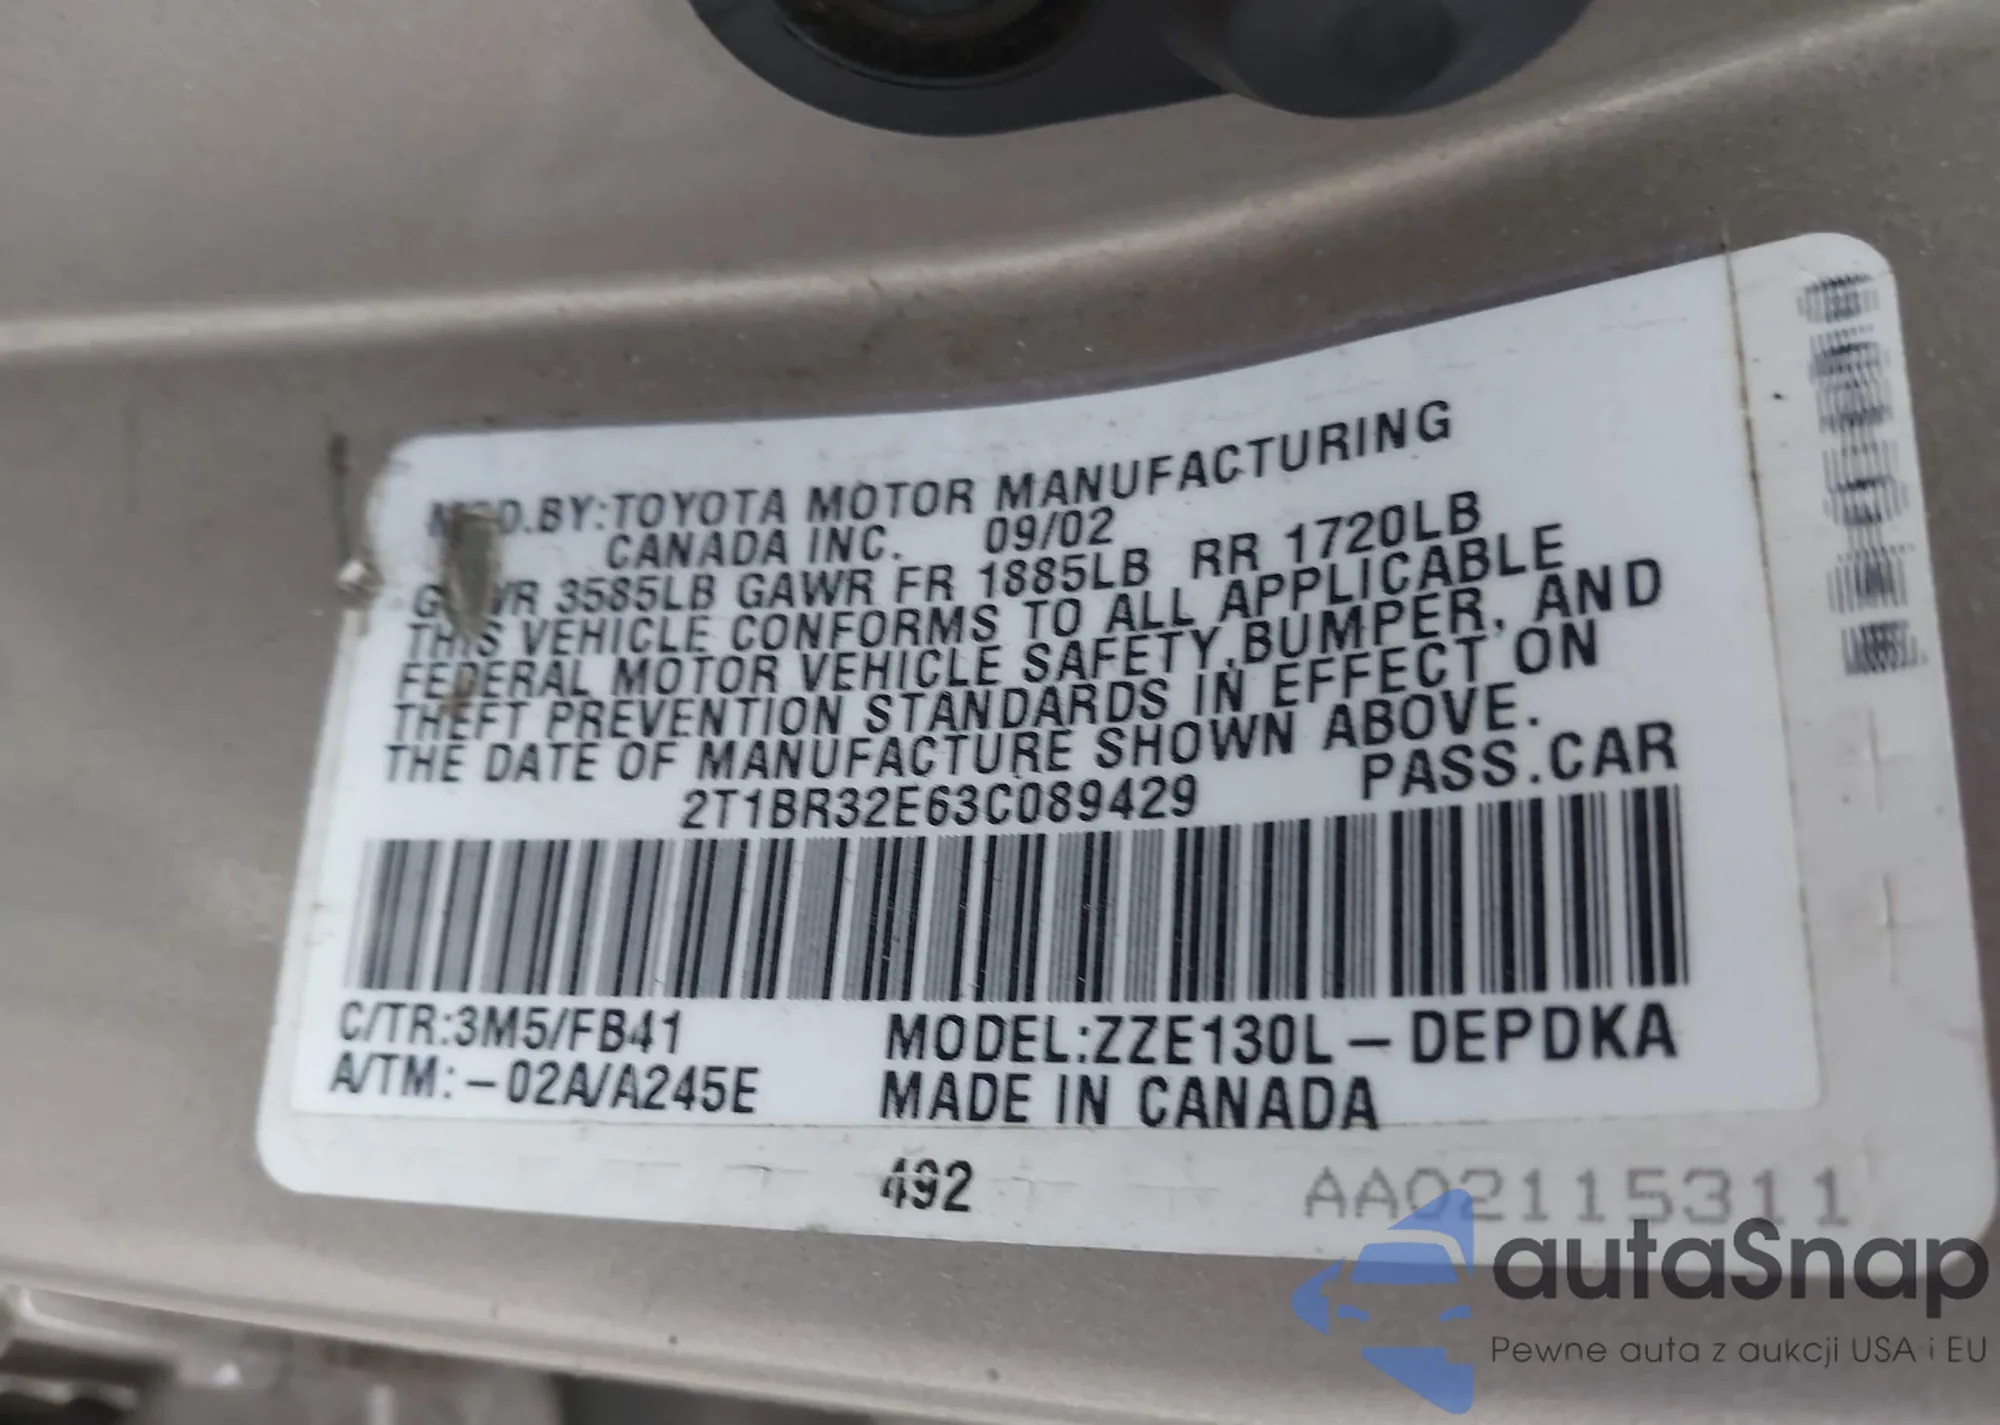 MFD.BY:TOYOTA MOTOR MANUFACTURING
CANADA INC. 09/02
GVWR 3585LB GAWR FR 1885LB RR 1720LB
THIS VEHICLE CONFORMS TO ALL APPLICABLE
FEDERAL MOTOR VEHICLE SAFETY,BUMPER, AND
THEFT PREVENTION STANDARDS IN EFFECT ON
THE DATE OF MANUFACTURE SHOWN ABOVE.
2T1BR32E63C089429 PASS.CAR
C/TR:3M5/FB41 MODEL:ZZE130L-DEPDKA
A/TM:-02A/A245E MADE IN CANADA
492 AA02115311
autaSnap
Pewne auta z aukcji USA i EU